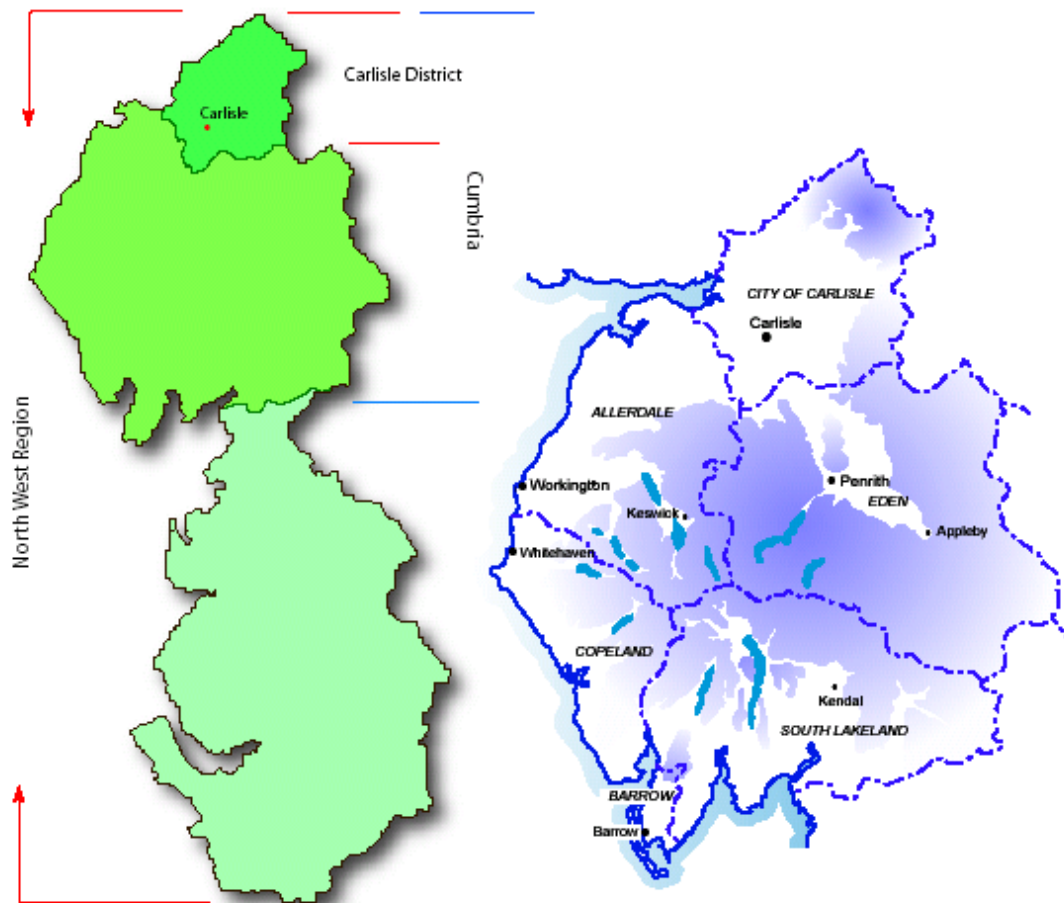 Carlisle District
Carlisle
Cumbria
North West Region
CITY OF CARLISLE
Carlisle
ALLERDALE
Workington
Penrith
EDEN
Keswick
Appleby
Whitehaven
COPELAND
Kendal
SOUTH LAKELAND
BARROW
Barrow